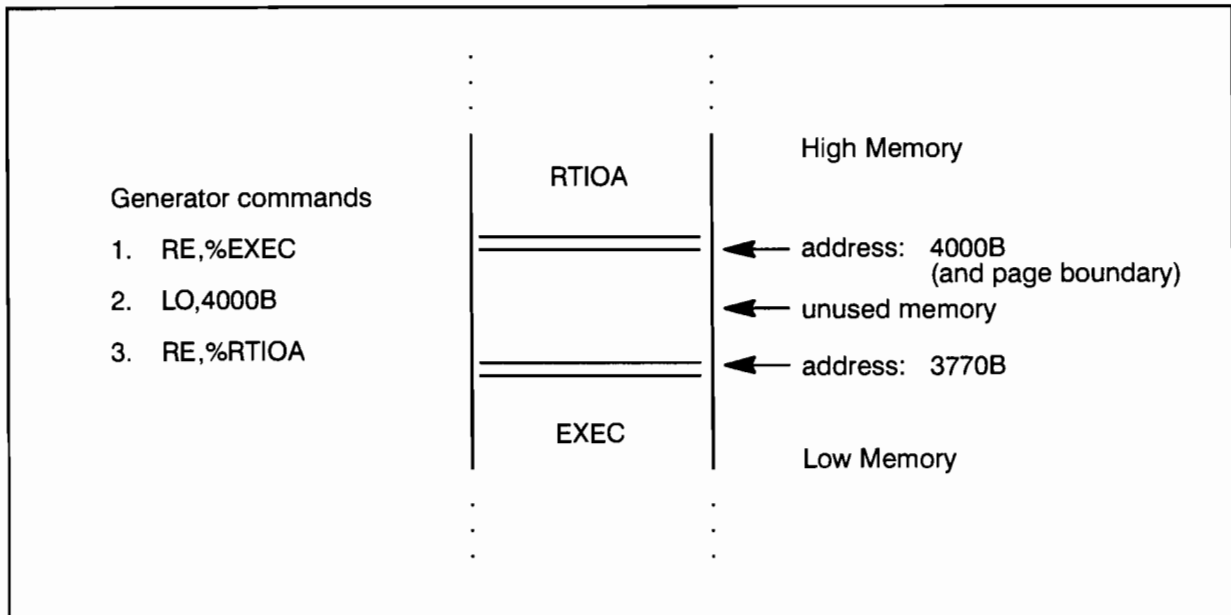 Generator commands
1. RE,%EXEC
2. LO,4000B
3. RE,%RTIOA
RTIOA
EXEC
High Memory
address: 4000B
(and page boundary)
unused memory
address: 3770B
Low Memory